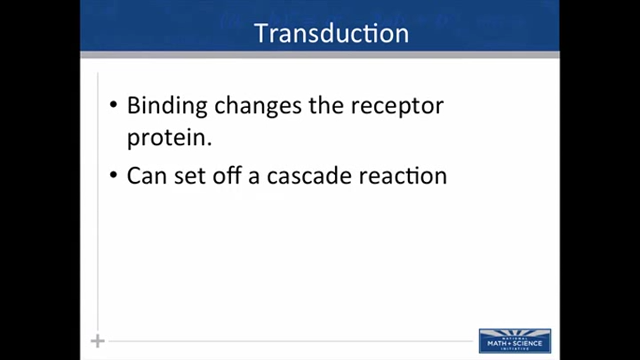 Transduction
• Binding changes the receptor
protein.
• Can set off a cascade reaction
NATIONAL
MATH + SCIENCE
INITIATIVE